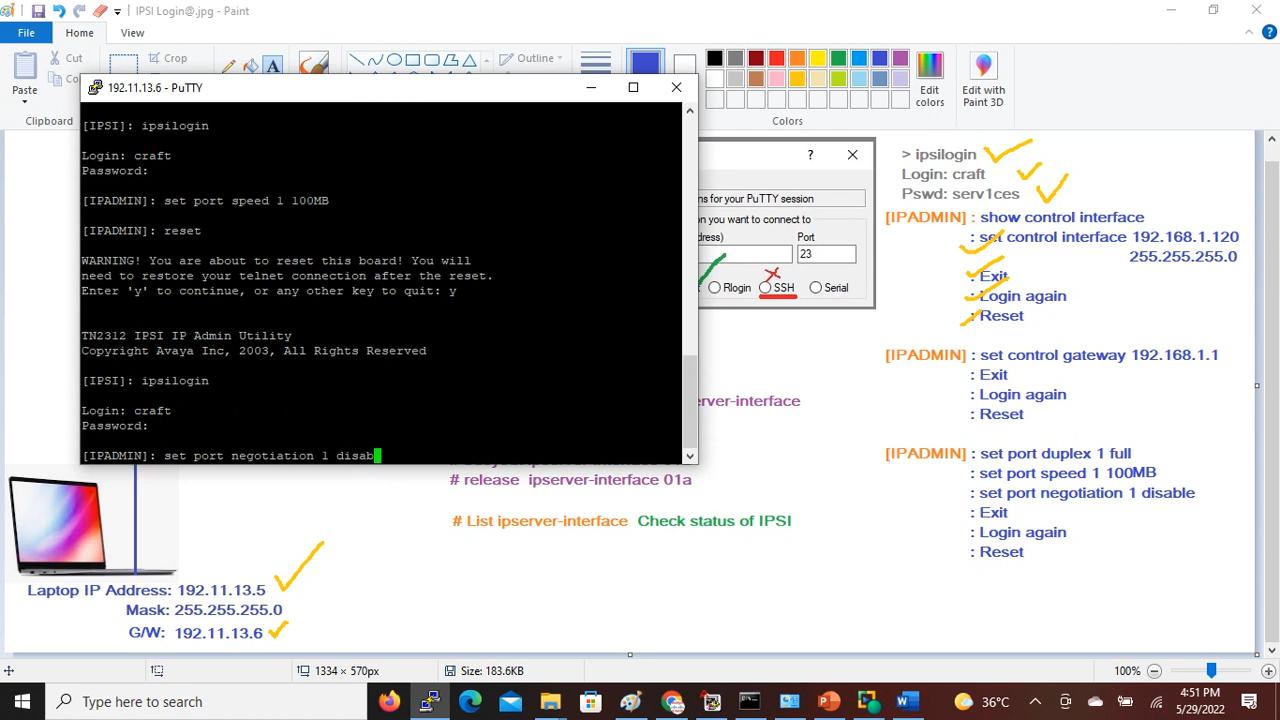 IPSI Login@.jpg - Paint
File
Home
View
Cut
Crop
Outline
Paste
Edit colors
Edit with Paint 3D
Clipboard
Colors
192.11.13.6 - PuTTY
[IPSI]: ipsilogin
Login: craft
Password:
[IPADMIN]: set port speed 1 100MB
[IPADMIN]: reset
WARNING! You are about to reset this board! You will
need to restore your telnet connection after the reset.
Enter 'y' to continue, or any other key to quit: y
TN2312 IPSI IP Admin Utility
Copyright Avaya Inc, 2003, All Rights Reserved
[IPSI]: ipsilogin
Login: craft
Password:
[IPADMIN]: set port negotiation 1 disab
?
ns for your PuTTY session
on you want to connect to
ress)
Port
23
Rlogin
SSH
Serial
> ipsilogin
Login: craft
Pswd: serv1ces
[IPADMIN] : show control interface
: set control interface 192.168.1.120
255.255.255.0
: Exit
: Login again
: Reset
[IPADMIN] : set control gateway 192.168.1.1
: Exit
: Login again
: Reset
[IPADMIN] : set port duplex 1 full
: set port speed 1 100MB
: set port negotiation 1 disable
: Exit
: Login again
: Reset
erver-interface
# release ipserver-interface 01a
# List ipserver-interface Check status of IPSI
Laptop IP Address: 192.11.13.5
Mask: 255.255.255.0
G/W: 192.11.13.6
1334 × 570px
Size: 183.6KB
100%
Type here to search
36°C
4:51 PM
5/29/2022